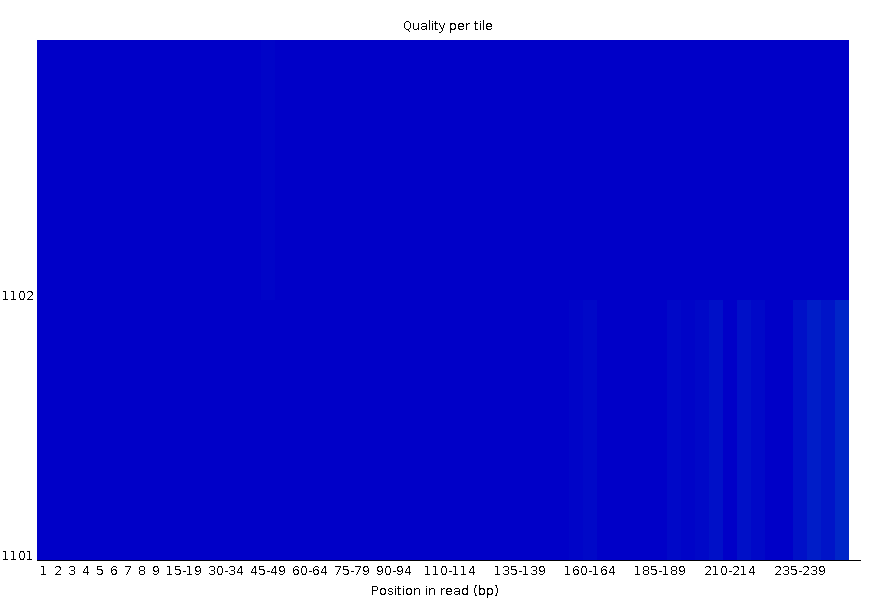 Quality per tile
1102
1101
1 2 3 4 5 6 7 8 9 15-19 30-34 45-49 60-64 75-79 90-94 110-114 135-139 160-164 185-189 210-214 235-239
Position in read (bp)